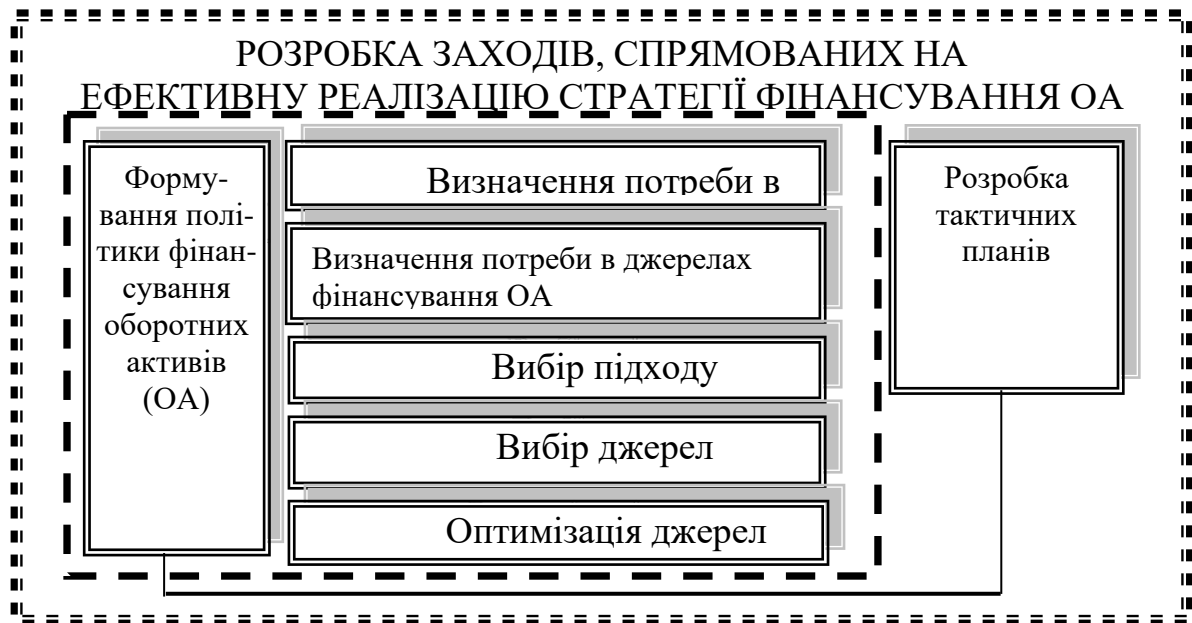 РОЗРОБКА ЗАХОДІВ, СПРЯМОВАНИХ НА
ЕФЕКТИВНУ РЕАЛІЗАЦІЮ СТРАТЕГІЇ ФІНАНСУВАННЯ ОА
Форму-
вання полі-
тики фінан-
сування
оборотних
активів
(ОА)
Визначення потреби в
Визначення потреби в джерелах
фінансування ОА
Вибір підходу
Вибір джерел
Оптимізація джерел
Розробка
тактичних
планів